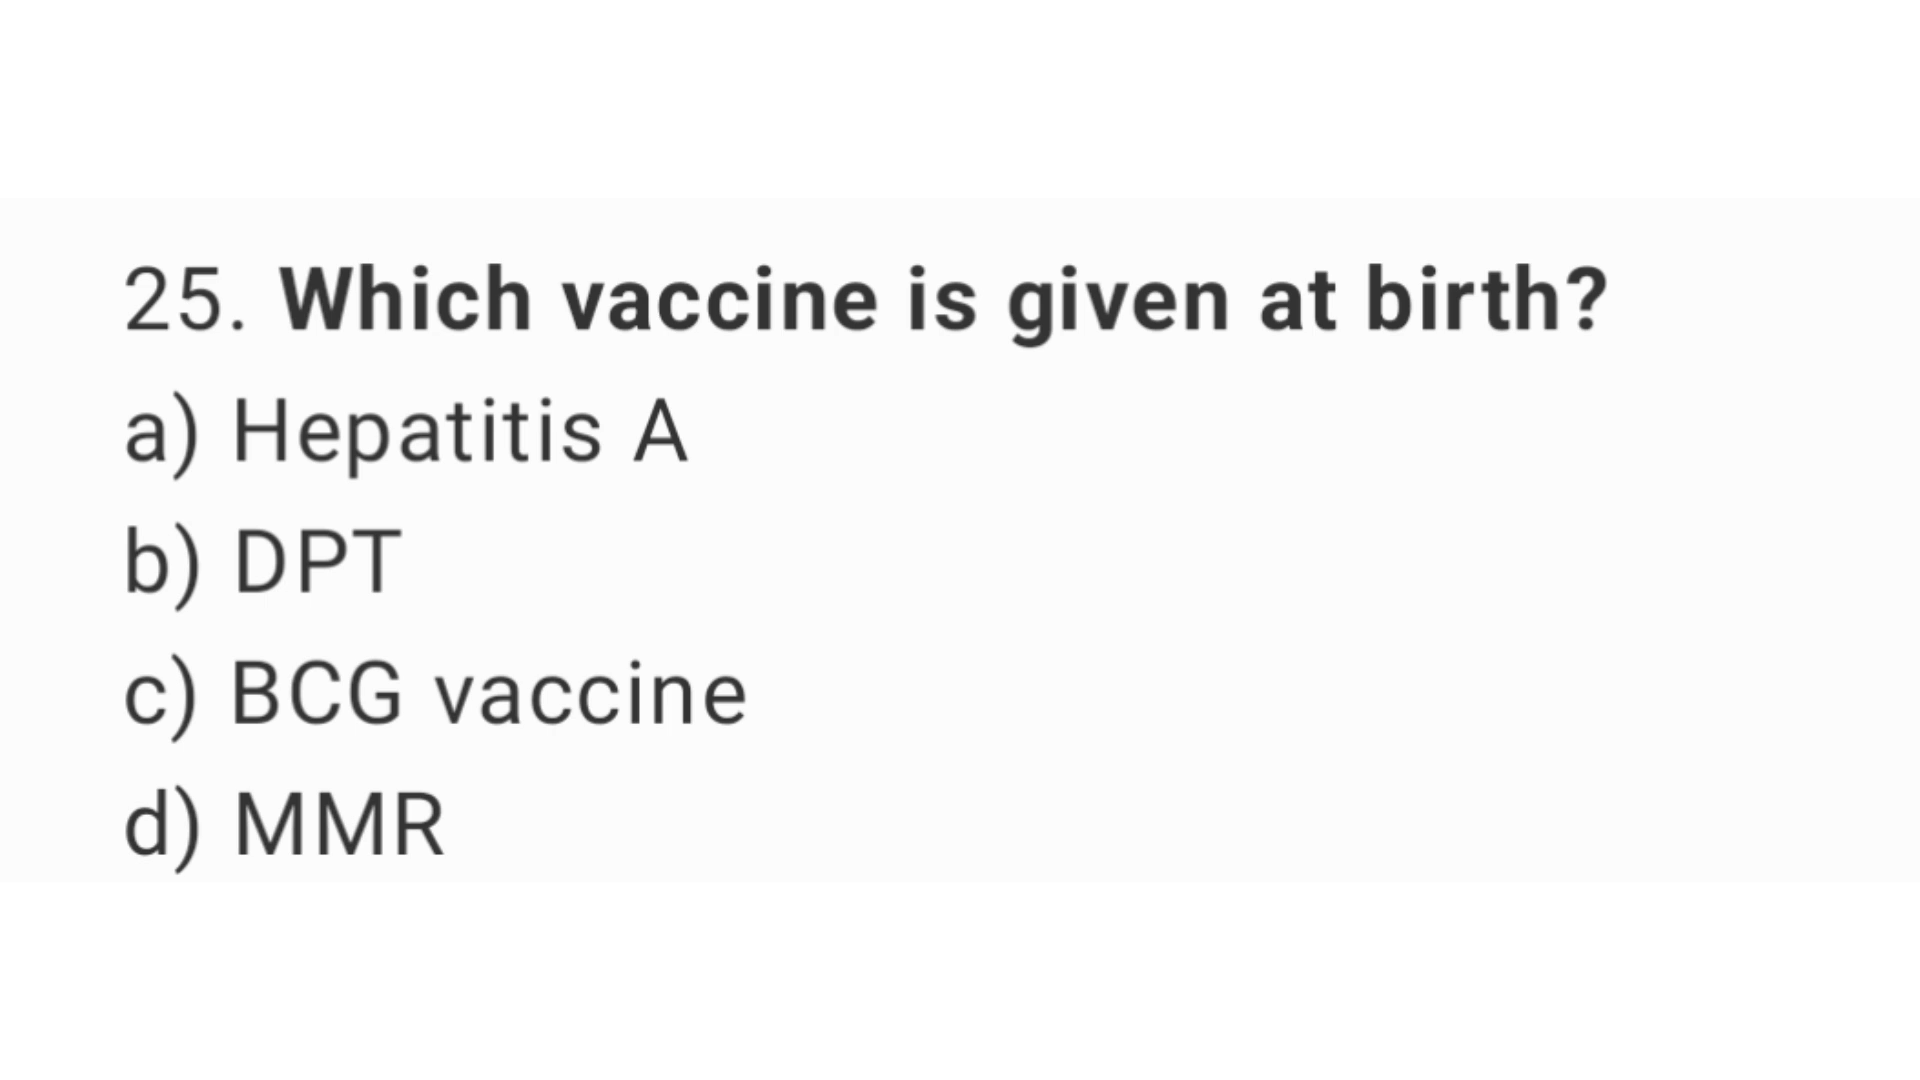 25. Which vaccine is given at birth?
a) Hepatitis A
b) DPT
c) BCG vaccine
d) MMR